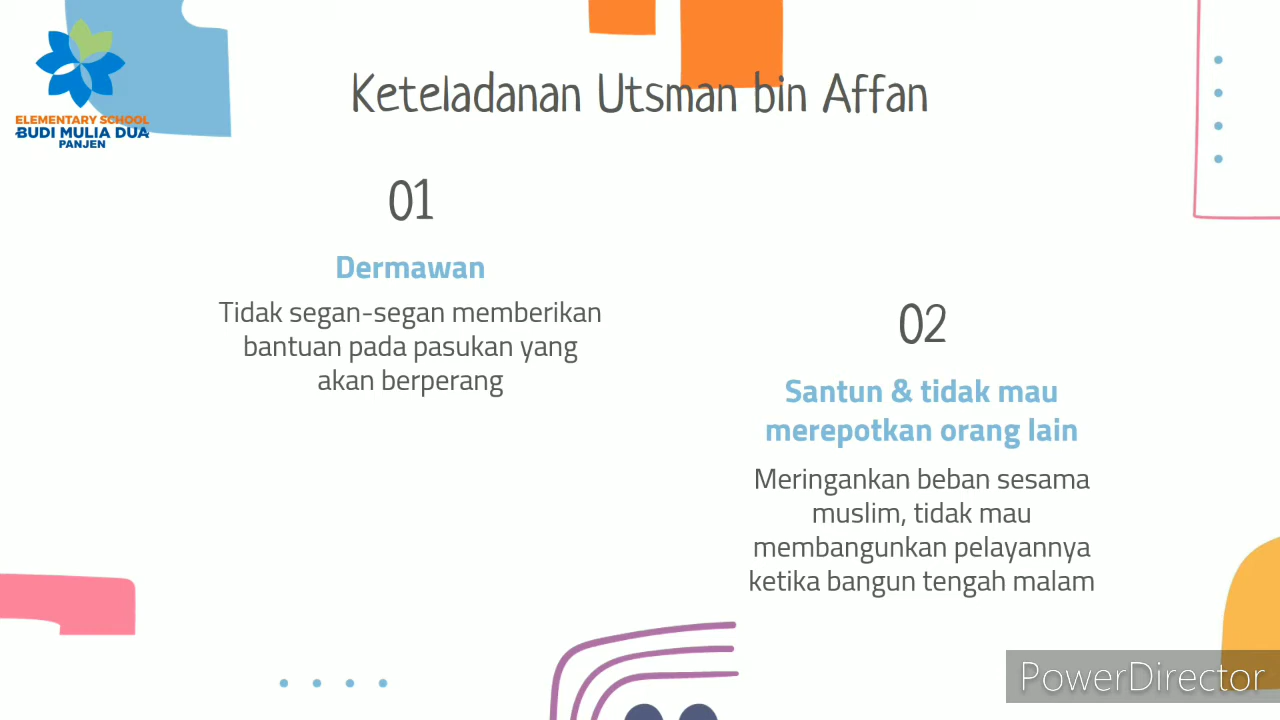 ELEMENTARY SCHOOL
BUDI MULIA DUA
PANJEN
Keteladanan Utsman bin Affan
01
Dermawan
Tidak segan-segan memberikan
bantuan pada pasukan yang
akan berperang
02
Santun & tidak mau
merepotkan orang lain
Meringankan beban sesama
muslim, tidak mau
membangunkan pelayannya
ketika bangun tengah malam
PowerDirector